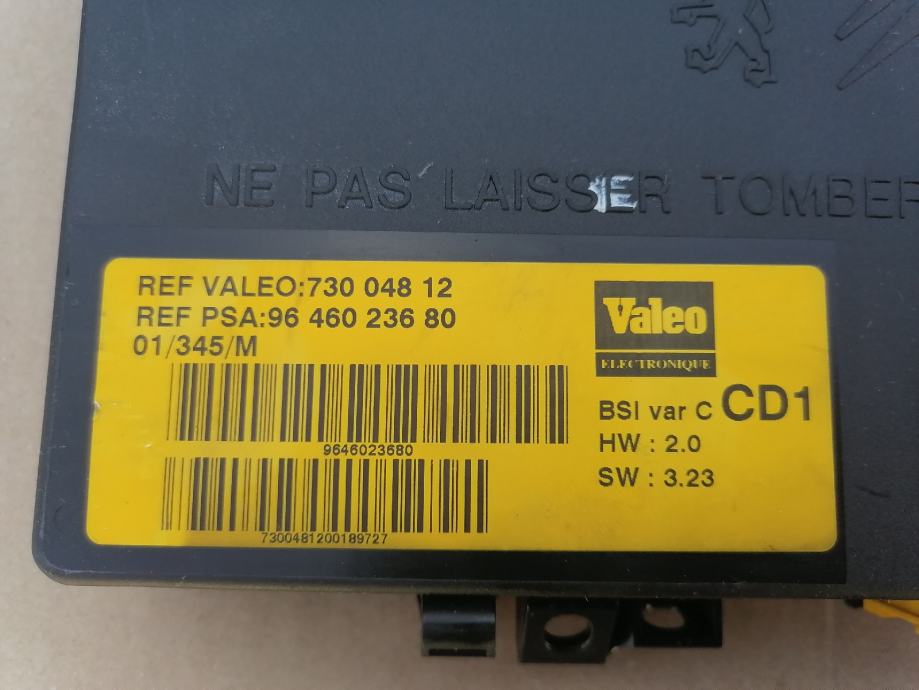 NE PAS LAISSER TOMBER
REF VALEO:730 048 12
REF PSA:96 460 236 80
01/345/M
9646023680
7300481200189727
Valeo
ELECTRONIQUE
BSI var C CD1
HW : 2.0
SW : 3.23